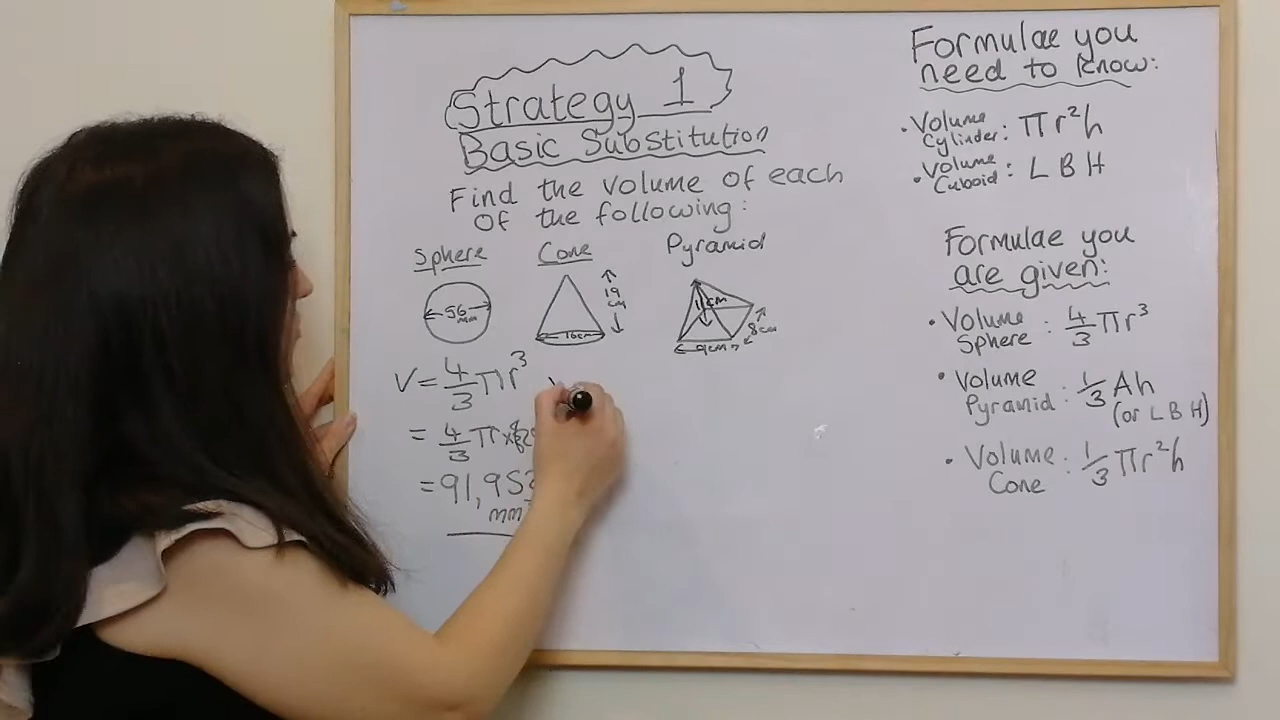 Strategy 1
Basic Substitution
Find the volume of each
of the following:
Sphere
Cone
Pyramid
56
mm
19
cm
16cm
11cm
8cm
9cm
V = 4/3 πr³
= 4/3 π ×
= 91,952
mm
Formulae you
need to know:
• Volume
Cylinder: πr²h
• Volume
Cuboid: L B H
Formulae you
are given:
• Volume
Sphere : 4/3 πr³
• Volume
Pyramid : 1/3 Ah
(or L B H)
• Volume
Cone : 1/3 πr²h